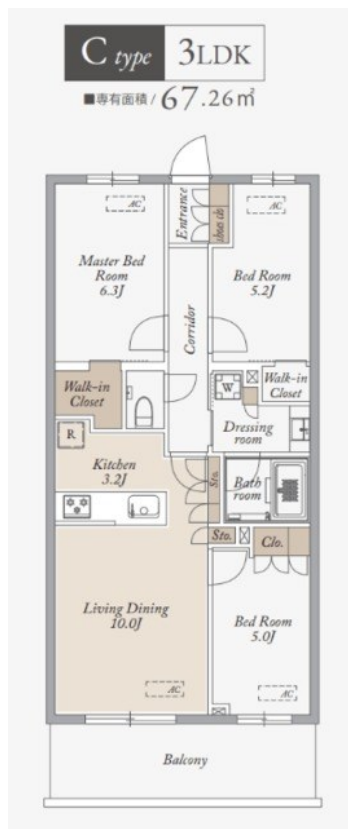 C type 3LDK
■専有面積/67.26㎡
AC
AC
Entrance
shoes cp
Master Bed
Room
6.3J
Bed Room
5.2J
Corridor
Walk-in
Closet
W
Walk-in
Closet
R
Dressing
room
Kitchen
3.2J
Sto.
Bath
room
Sto.
Clo.
Living Dining
10.0J
Bed Room
5.0J
AC
AC
Balcony